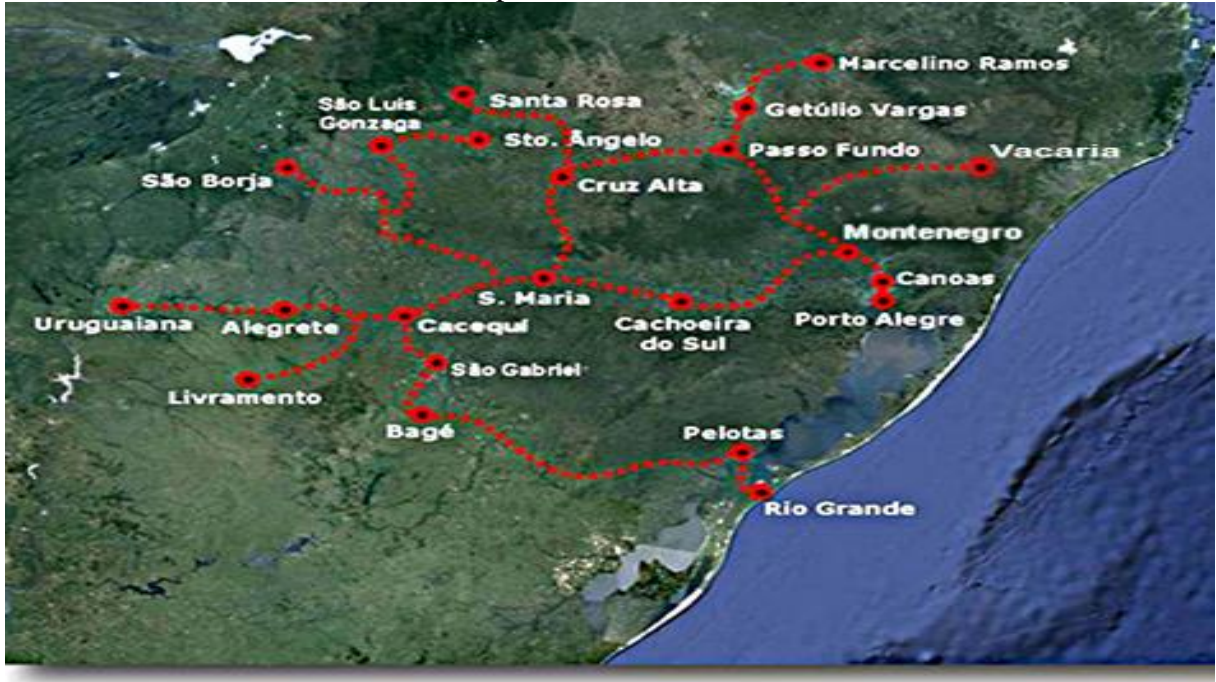 Marcelino Ramos
Santa Rosa
São Luis
Gonzaga
Getúlio Vargas
Sto. Ângelo
Passo Fundo
Vacaria
São Borja
Cruz Alta
Montenegro
Canoas
S. Maria
Uruguaiana
Alegrete
Cacequí
Cachoeira
do Sul
Porto Alegre
São Gabriel
Livramento
Bagé
Pelotas
Rio Grande